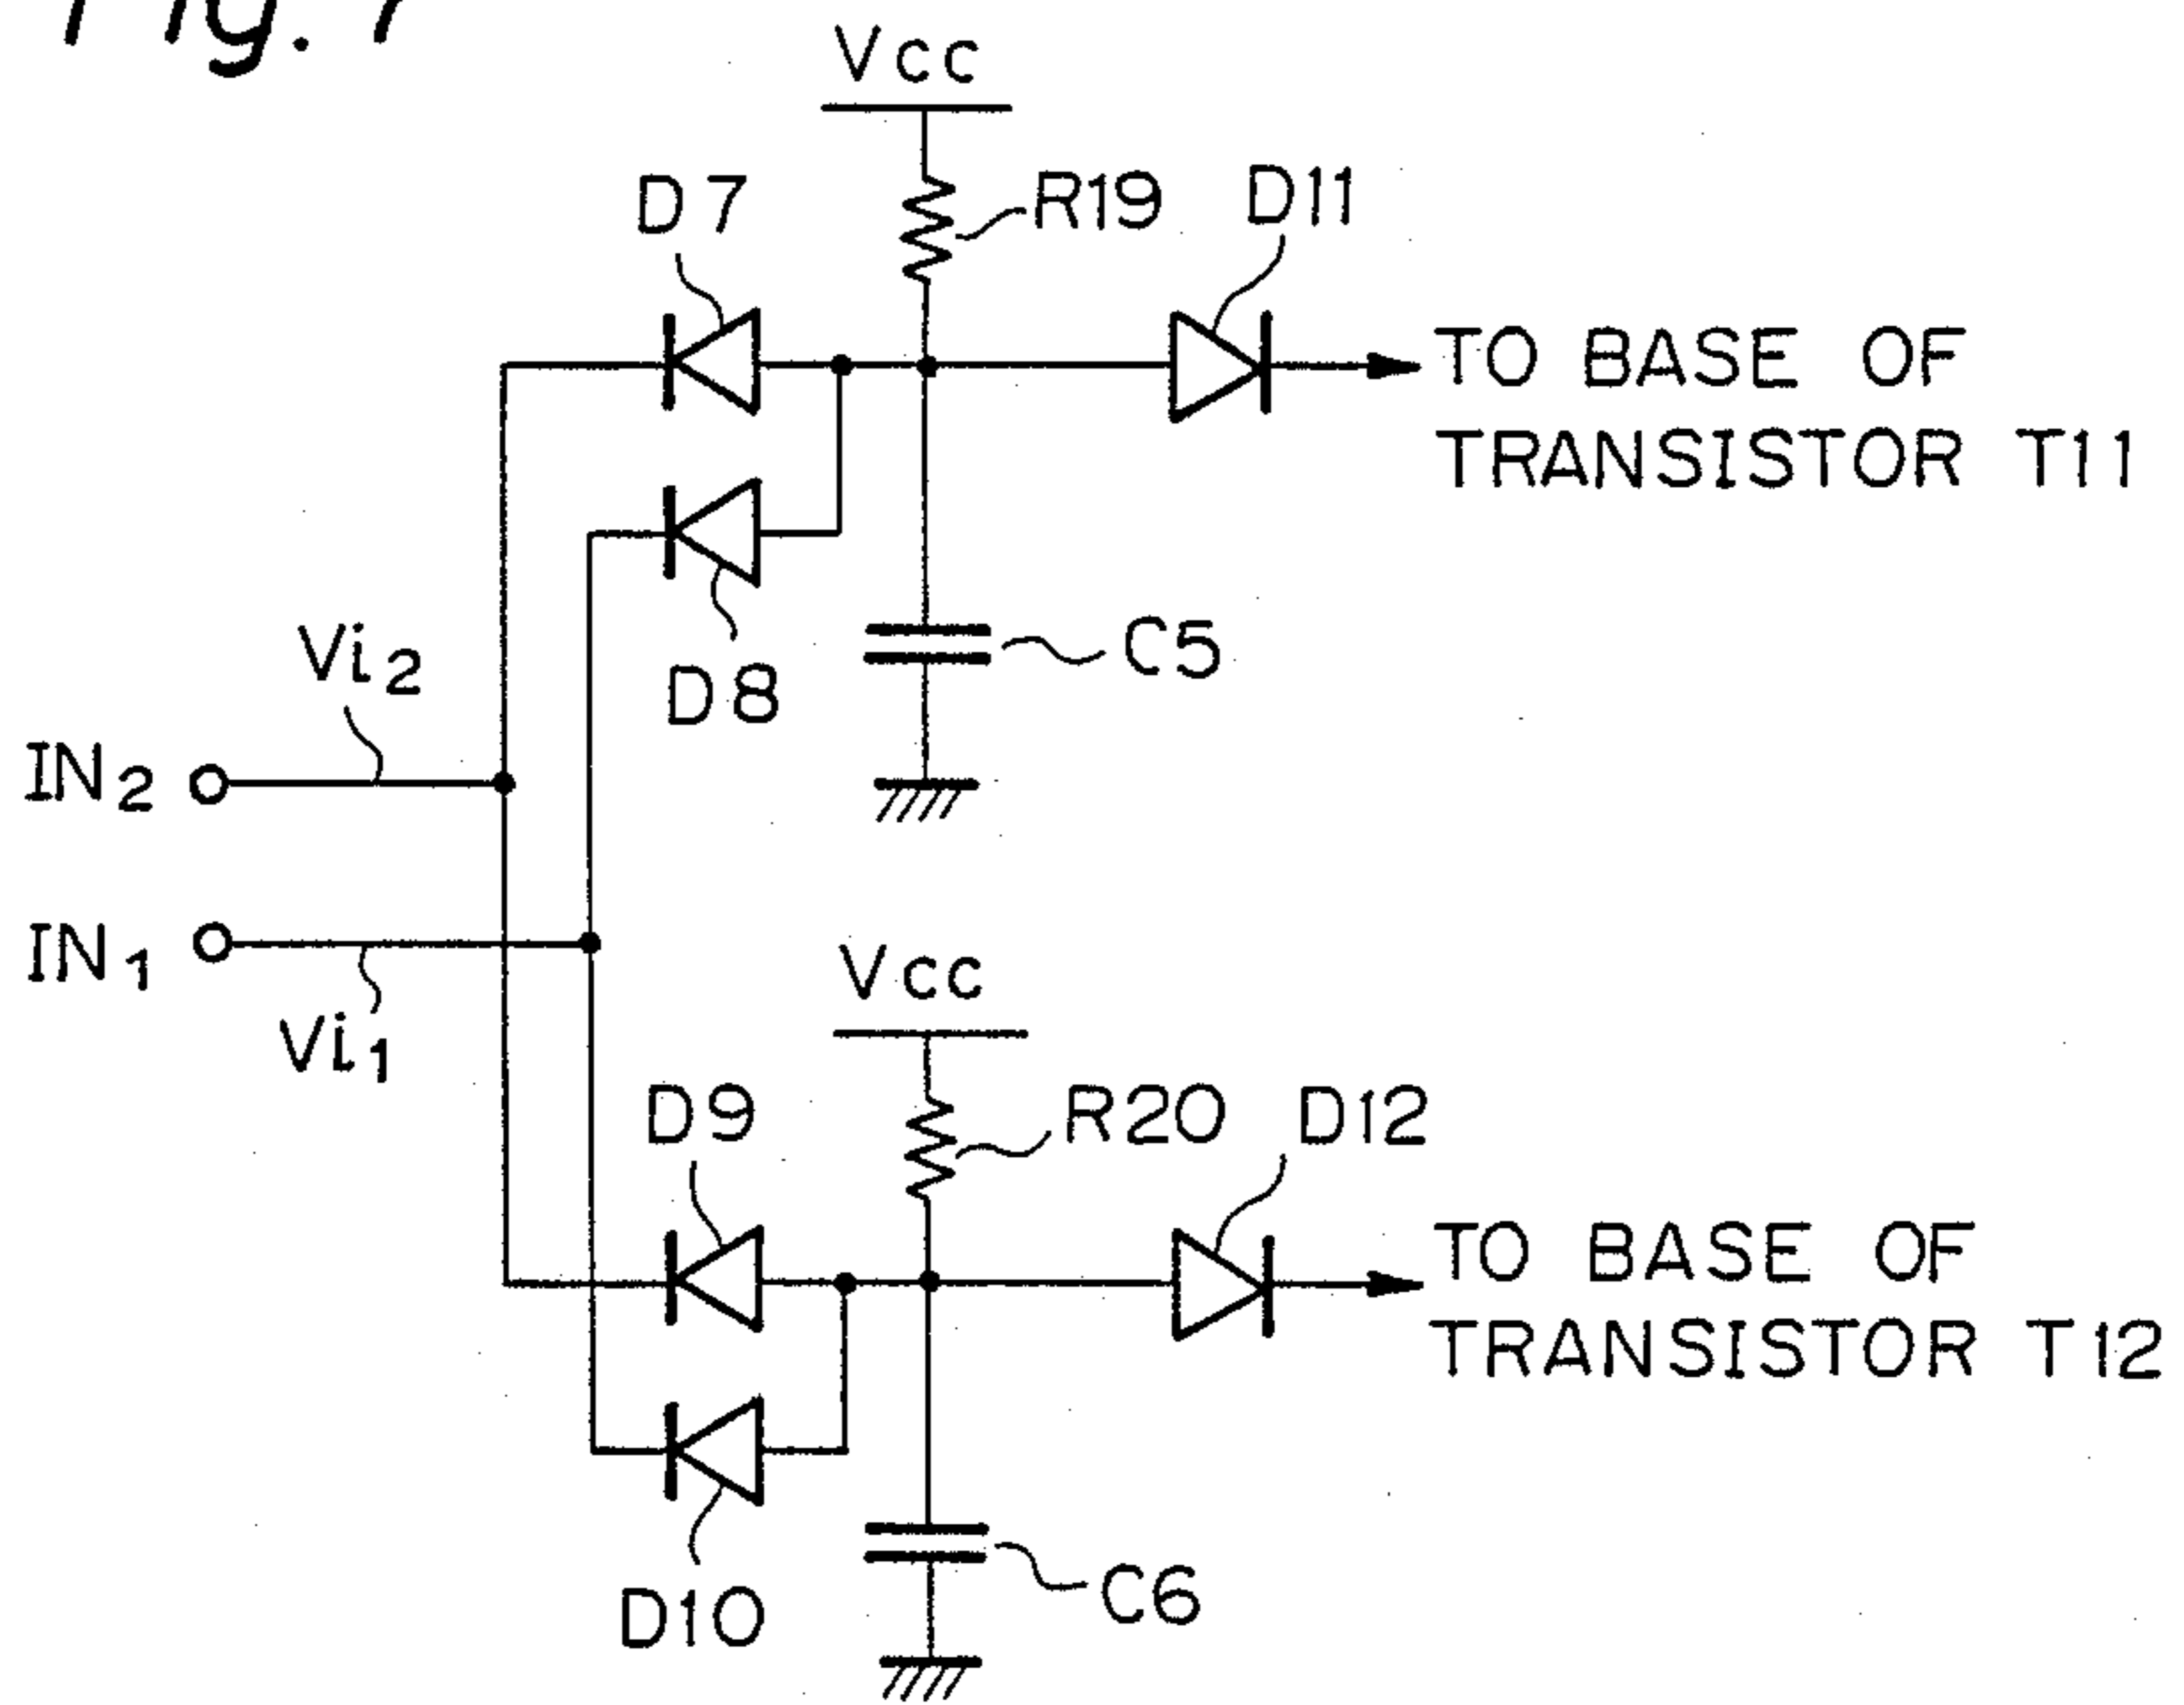 Fig. 7
Vcc
D7
R19
D11
TO BASE OF
TRANSISTOR T11
D8
C5
Vi2
IN2
IN1
Vi1
Vcc
D9
R20
D12
TO BASE OF
TRANSISTOR T12
D10
C6